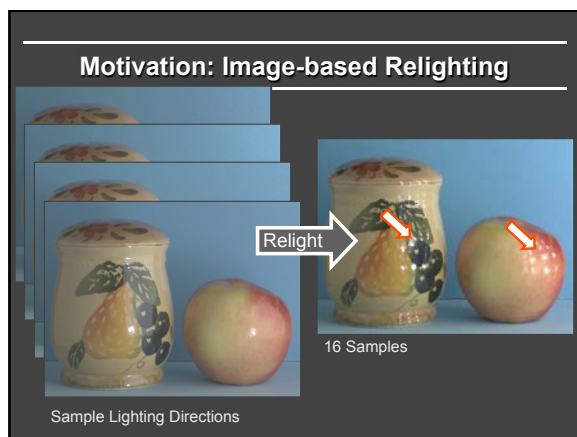 Motivation: Image-based Relighting
Relight
16 Samples
Sample Lighting Directions